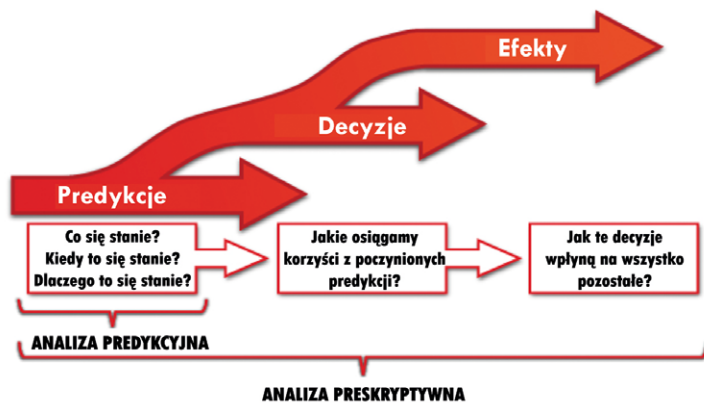 Efekty
Decyzje
Predykcje
Co się stanie?
Kiedy to się stanie?
Dlaczego to się stanie?
Jakie osiągamy
korzyści z poczynionych
predykcji?
Jak te decyzje
wpłyną na wszystko
pozostałe?
ANALIZA PREDYKCYJNA
ANALIZA PRESKRYPTYWNA